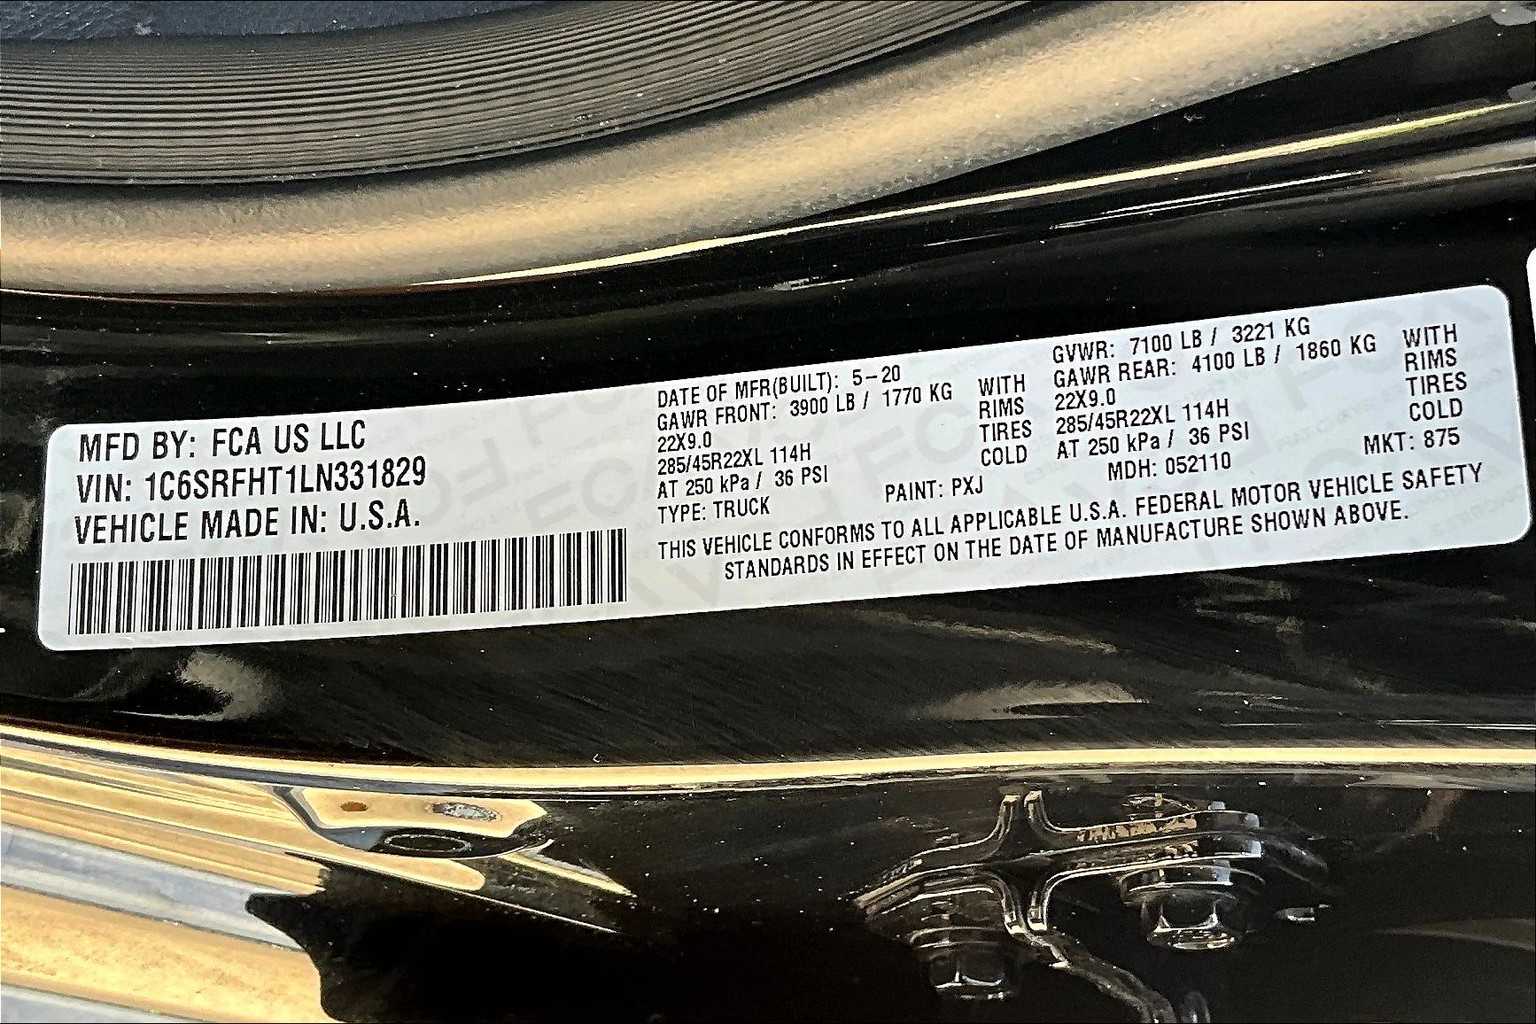 MFD BY: FCA US LLC
VIN: 1C6SRFHT1LN331829
VEHICLE MADE IN: U.S.A.
DATE OF MFR(BUILT): 5-20
GAWR FRONT: 3900 LB / 1770 KG WITH
22X9.0 RIMS
285/45R22XL 114H TIRES
AT 250 kPa / 36 PSI COLD
TYPE: TRUCK PAINT: PXJ
GVWR: 7100 LB / 3221 KG
GAWR REAR: 4100 LB / 1860 KG WITH
22X9.0 RIMS
285/45R22XL 114H TIRES
AT 250 kPa / 36 PSI COLD
MDH: 052110 MKT: 875
THIS VEHICLE CONFORMS TO ALL APPLICABLE U.S.A. FEDERAL MOTOR VEHICLE SAFETY
STANDARDS IN EFFECT ON THE DATE OF MANUFACTURE SHOWN ABOVE.